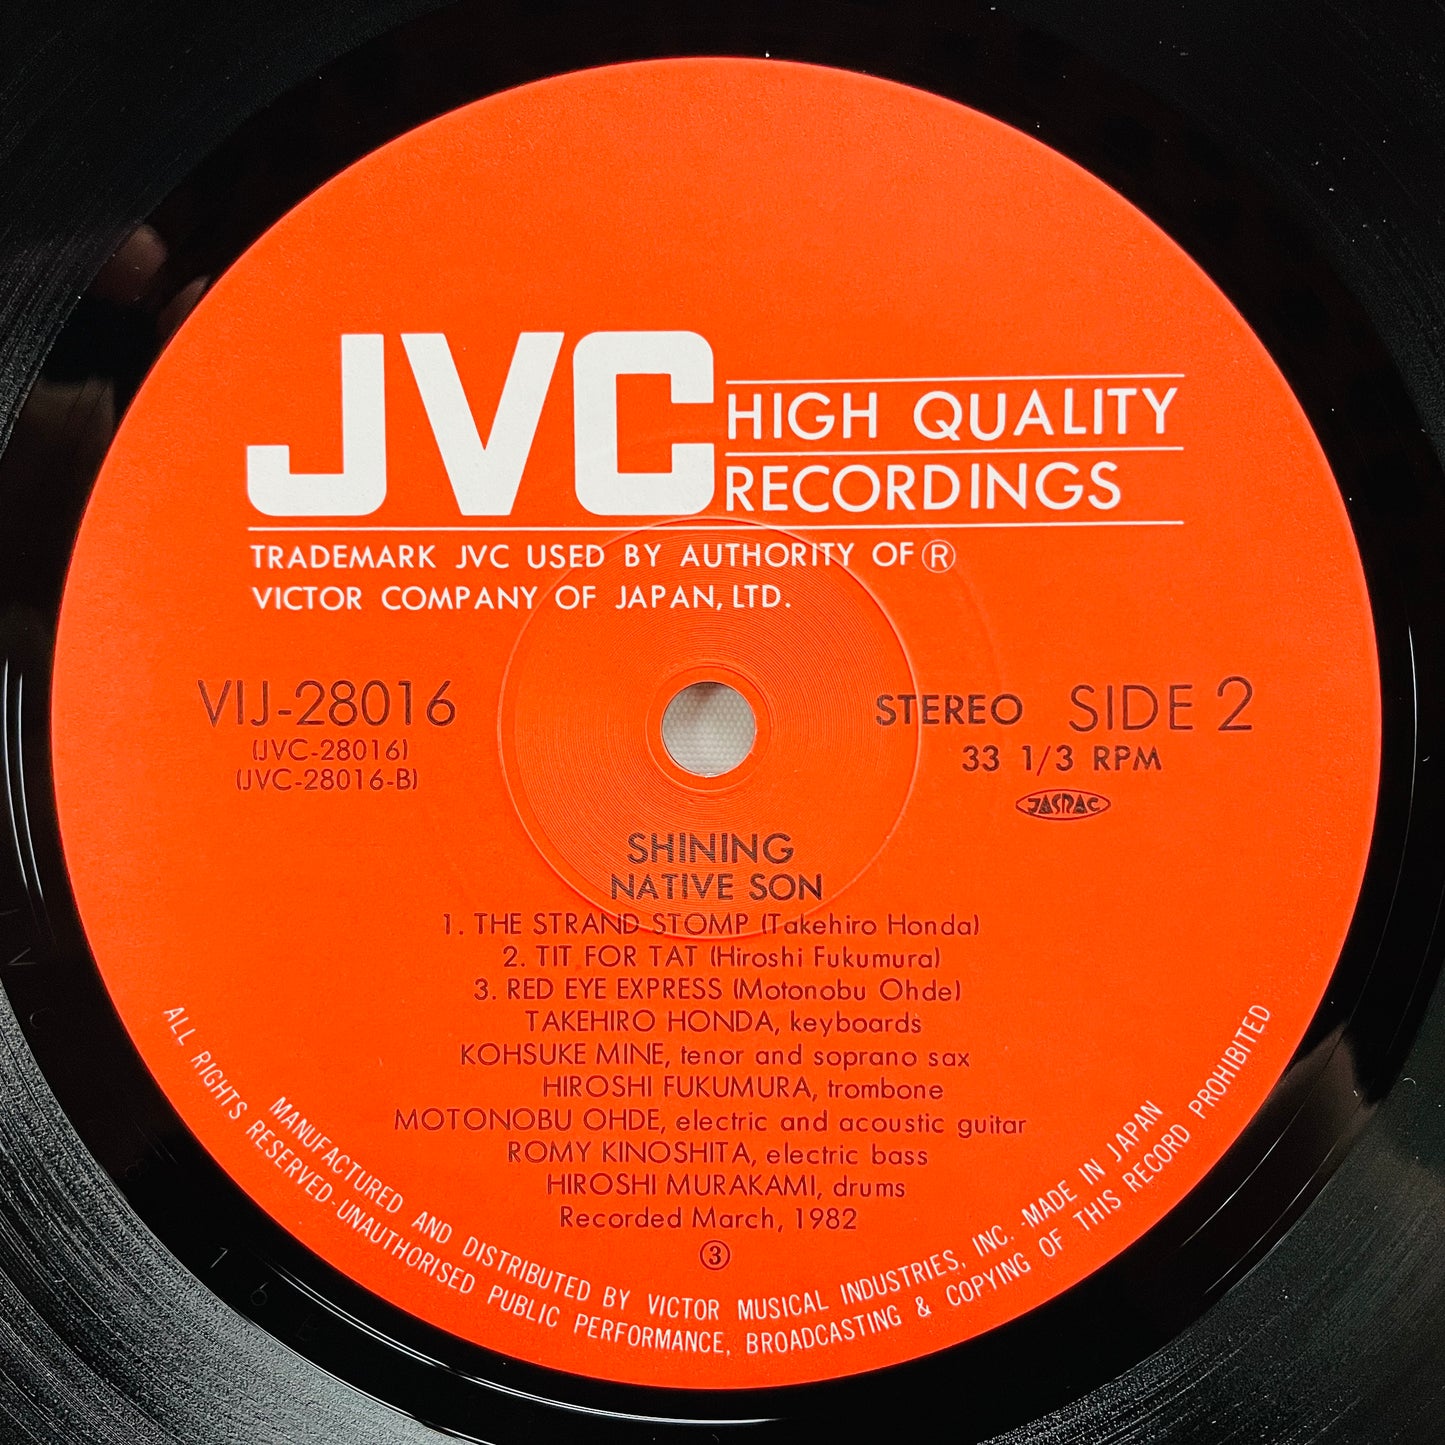 JVC HIGH QUALITY
RECORDINGS
TRADEMARK JVC USED BY AUTHORITY OF ®
VICTOR COMPANY OF JAPAN, LTD.
VIJ-28016
(JVC-28016)
(JVC-28016-B)
STEREO SIDE 2
33 1/3 RPM
JASRAC
SHINING
NATIVE SON
1. THE STRAND STOMP (Takehiro Honda)
2. TIT FOR TAT (Hiroshi Fukumura)
3. RED EYE EXPRESS (Motonobu Ohde)
TAKEHIRO HONDA, keyboards
KOHSUKE MINE, tenor and soprano sax
HIROSHI FUKUMURA, trombone
MOTONOBU OHDE, electric and acoustic guitar
ROMY KINOSHITA, electric bass
HIROSHI MURAKAMI, drums
Recorded March, 1982
③
MANUFACTURED AND DISTRIBUTED BY VICTOR MUSICAL INDUSTRIES, INC. -MADE IN JAPAN
ALL RIGHTS RESERVED-UNAUTHORISED PUBLIC PERFORMANCE, BROADCASTING & COPYING OF THIS RECORD PROHIBITED